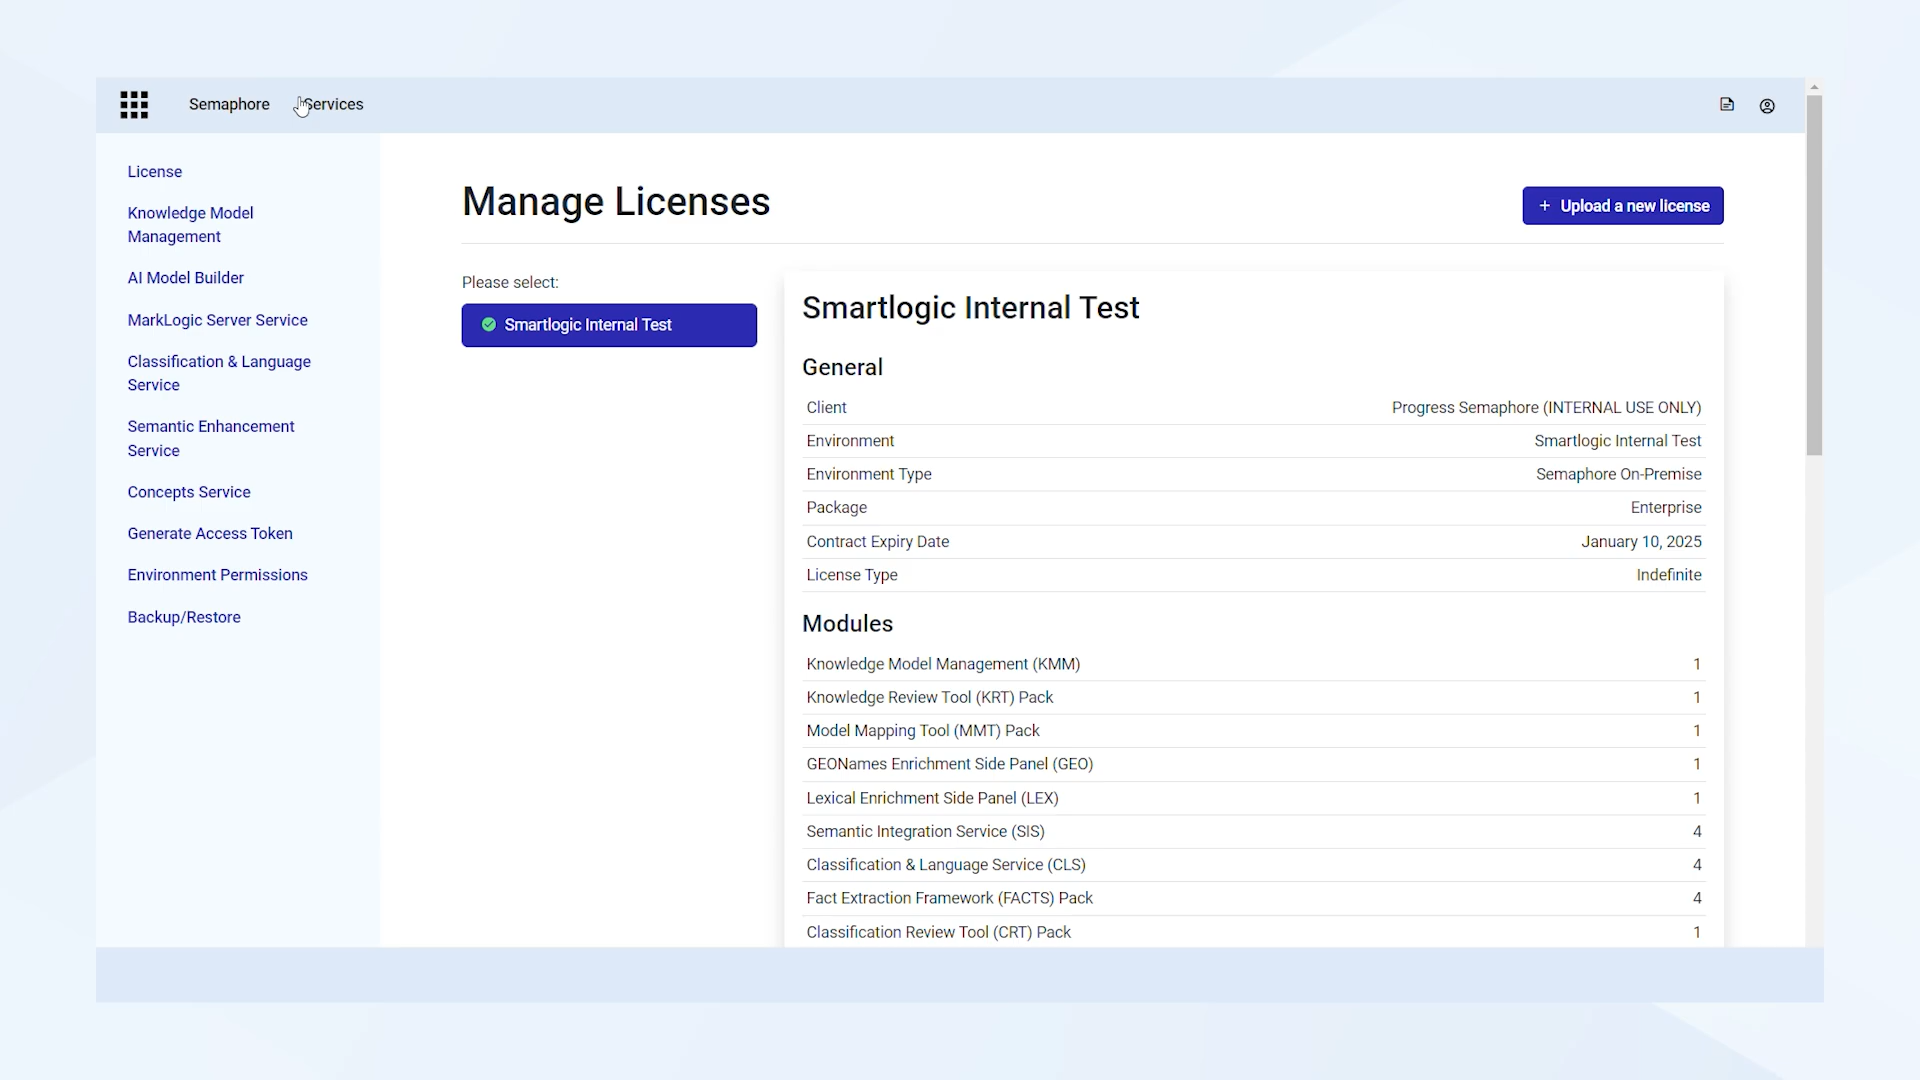 Semaphore Services
License
Knowledge Model
Management
AI Model Builder
MarkLogic Server Service
Classification & Language
Service
Semantic Enhancement
Service
Concepts Service
Generate Access Token
Environment Permissions
Backup/Restore
Manage Licenses
+ Upload a new license
Please select:
Smartlogic Internal Test
Smartlogic Internal Test
General
Client Progress Semaphore (INTERNAL USE ONLY)
Environment Smartlogic Internal Test
Environment Type Semaphore On-Premise
Package Enterprise
Contract Expiry Date January 10, 2025
License Type Indefinite
Modules
Knowledge Model Management (KMM) 1
Knowledge Review Tool (KRT) Pack 1
Model Mapping Tool (MMT) Pack 1
GEONames Enrichment Side Panel (GEO) 1
Lexical Enrichment Side Panel (LEX) 1
Semantic Integration Service (SIS) 4
Classification & Language Service (CLS) 4
Fact Extraction Framework (FACTS) Pack 4
Classification Review Tool (CRT) Pack 1